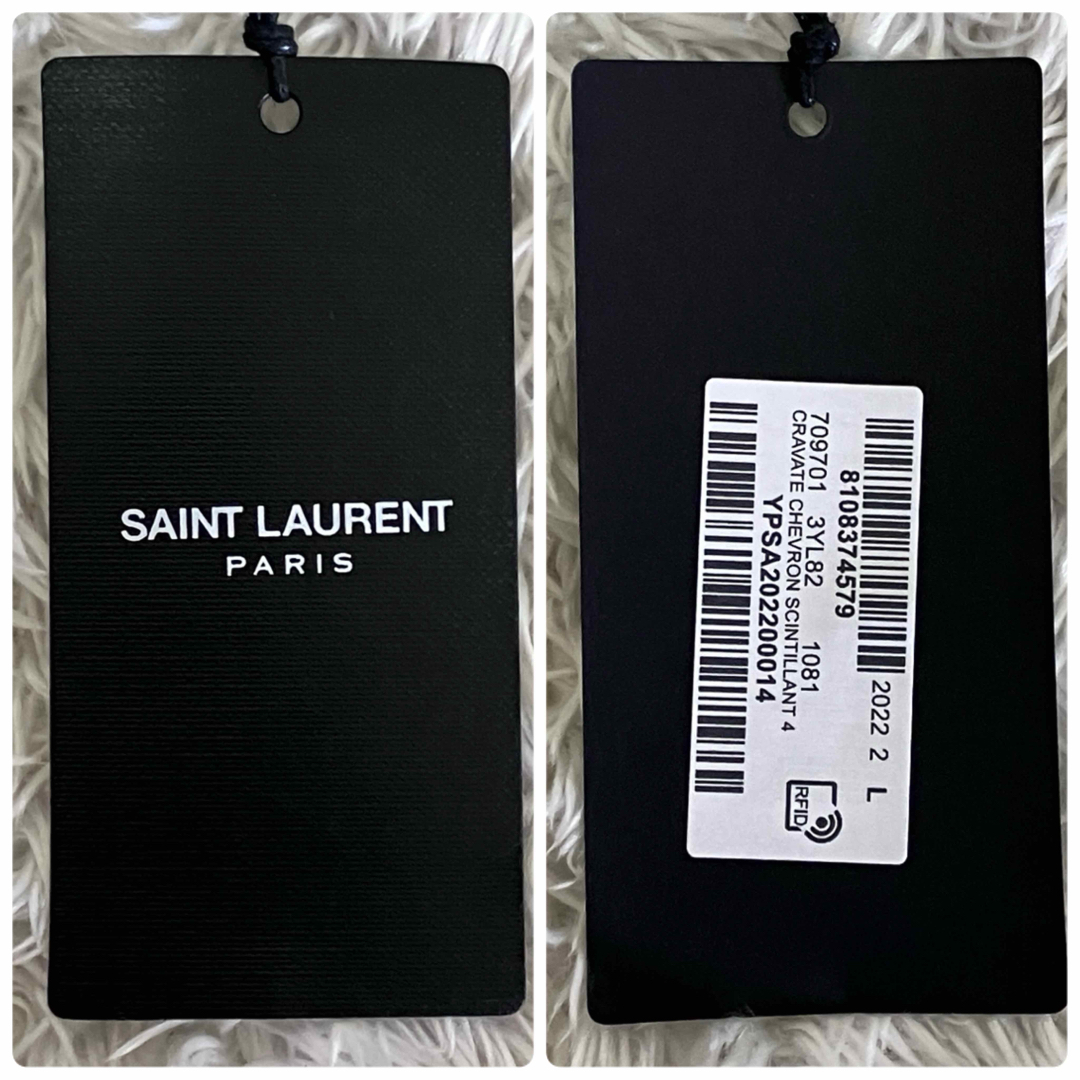 SAINT LAURENT
PARIS
2022 2 L
8108374579
709701 3YL82 1081
CRAVATE CHEVRON SCINTILLANT 4
YPSA202200014
RFID